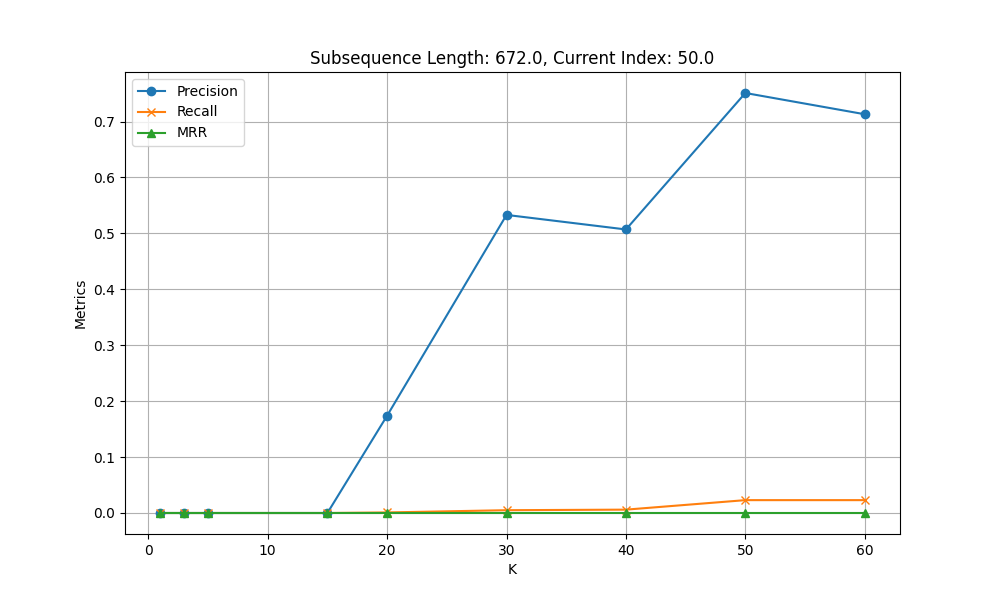 Subsequence Length: 672.0, Current Index: 50.0
Precision
Recall
MRR
0.7
0.6
0.5
0.4
0.3
0.2
0.1
0.0
Metrics
0 10 20 30 40 50 60
K